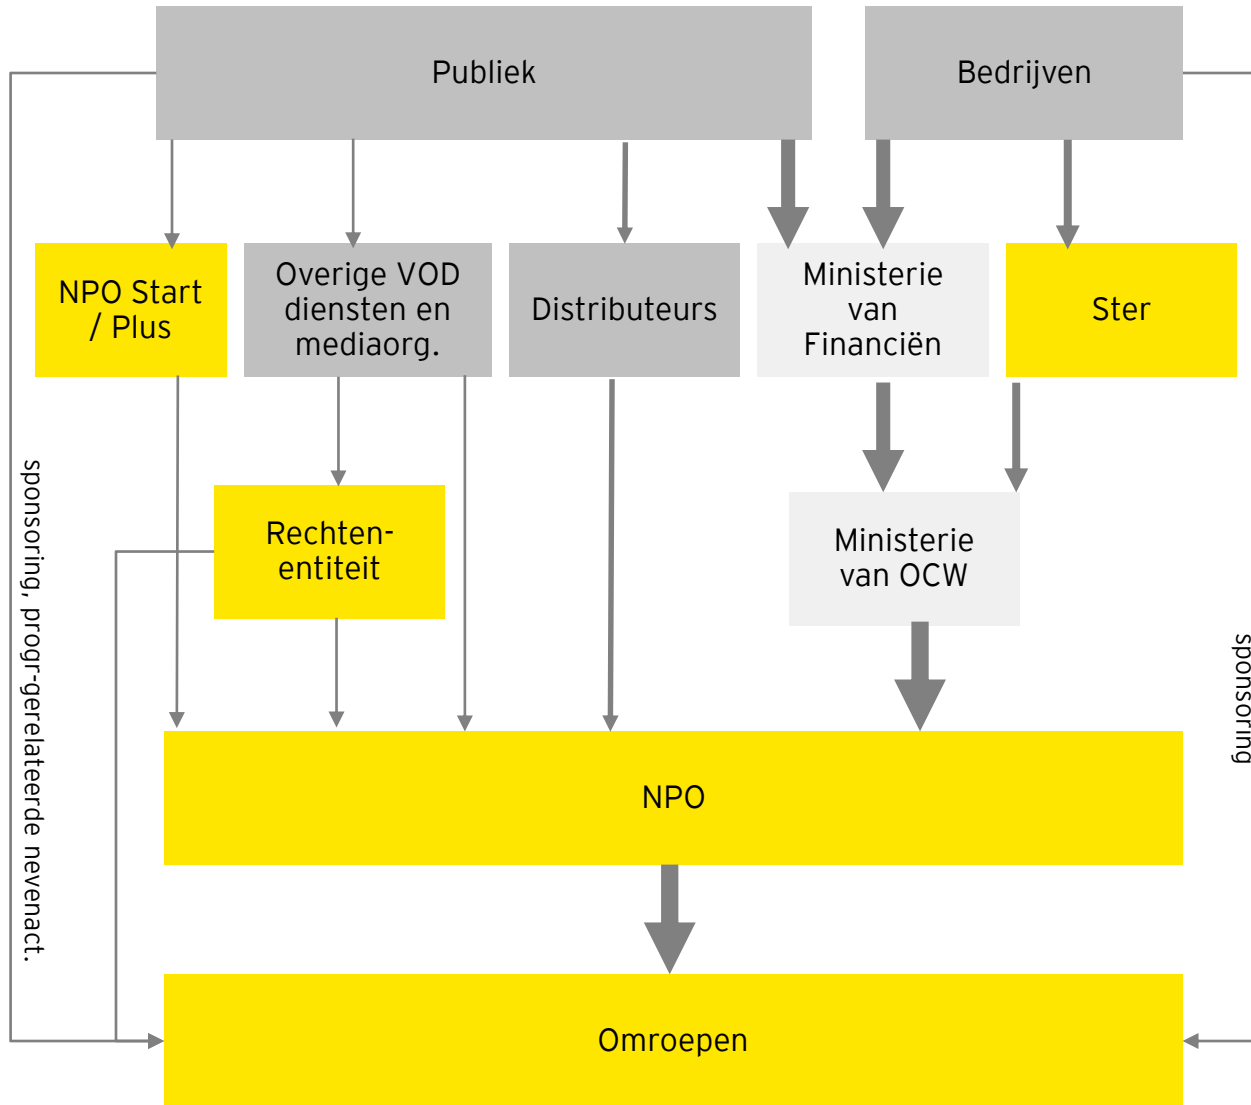 Publiek
Bedrijven
NPO Start
/ Plus
Overige VOD
diensten en
mediaorg.
Distributeurs
Ministerie
van
Financiën
Ster
sponsoring, progr-gerelateerde nevenact.
Rechten-
entiteit
Ministerie
van OCW
sponsoring
NPO
Omroepen